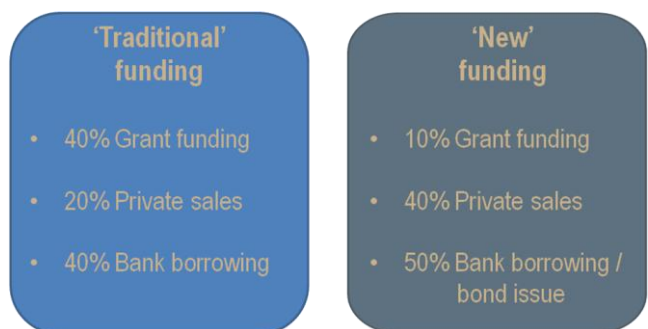 ‘Traditional’
funding
• 40% Grant funding
• 20% Private sales
• 40% Bank borrowing
‘New’
funding
• 10% Grant funding
• 40% Private sales
• 50% Bank borrowing /
bond issue